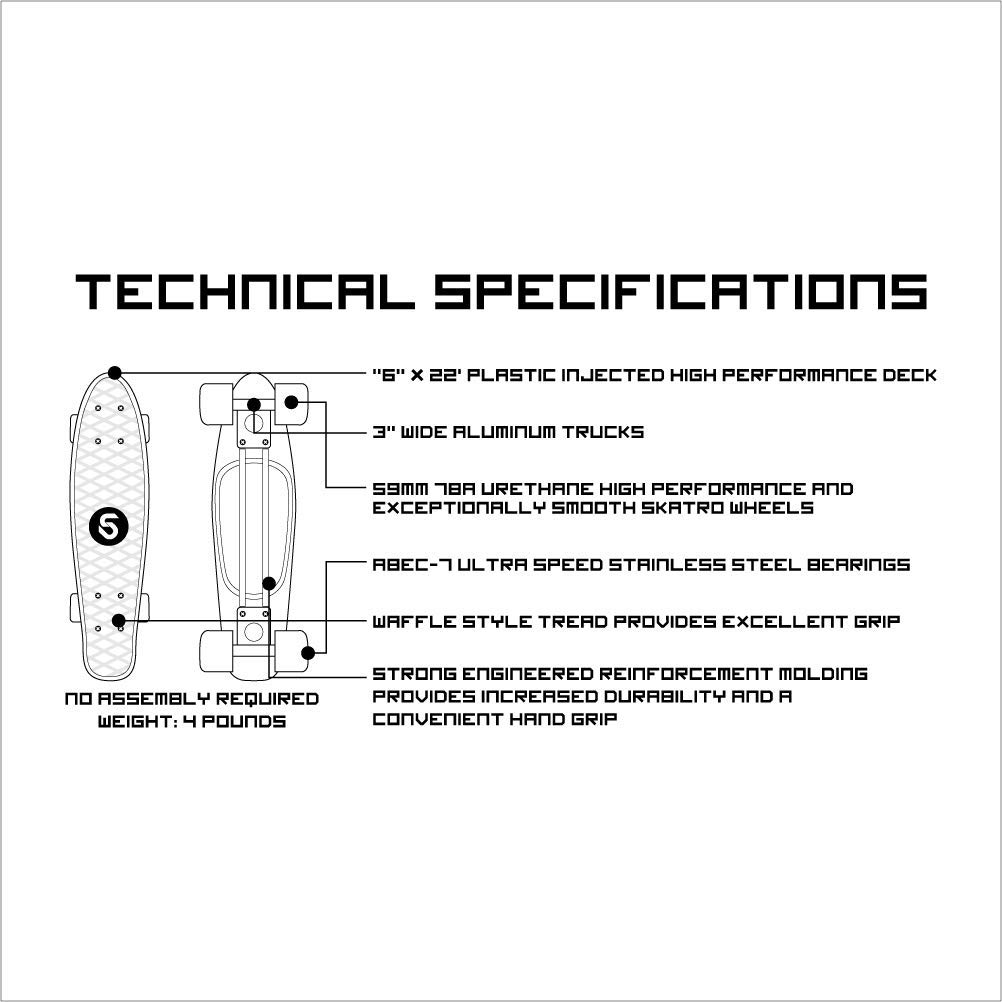 TECHNICAL SPECIFICATIONS
"6" X 22' PLASTIC INJECTED HIGH PERFORMANCE DECK
3" WIDE ALUMINUM TRUCKS
59MM 78A URETHANE HIGH PERFORMANCE AND
EXCEPTIONALLY SMOOTH SKATRO WHEELS
ABEC-7 ULTRA SPEED STAINLESS STEEL BEARINGS
WAFFLE STYLE TREAD PROVIDES EXCELLENT GRIP
STRONG ENGINEERED REINFORCEMENT MOLDING
PROVIDES INCREASED DURABILITY AND A
CONVENIENT HAND GRIP
S
NO ASSEMBLY REQUIRED
WEIGHT: 4 POUNDS